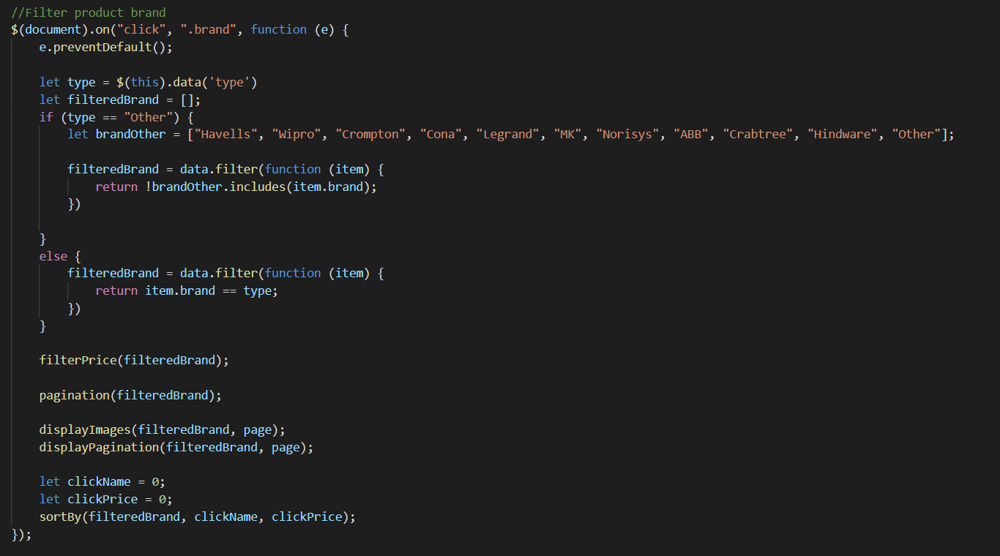 //Filter product brand
$(document).on("click", ".brand", function (e) {
    e.preventDefault();

    let type = $(this).data('type')
    let filteredBrand = [];
    if (type == "Other") {
        let brandOther = ["Havells", "Wipro", "Crompton", "Cona", "Legrand", "MK", "Norisys", "ABB", "Crabtree", "Hindware", "Other"];

        filteredBrand = data.filter(function (item) {
            return !brandOther.includes(item.brand);
        })

    }
    else {
        filteredBrand = data.filter(function (item) {
            return item.brand == type;
        })
    }

    filterPrice(filteredBrand);

    pagination(filteredBrand);

    displayImages(filteredBrand, page);
    displayPagination(filteredBrand, page);

    let clickName = 0;
    let clickPrice = 0;
    sortBy(filteredBrand, clickName, clickPrice);
});